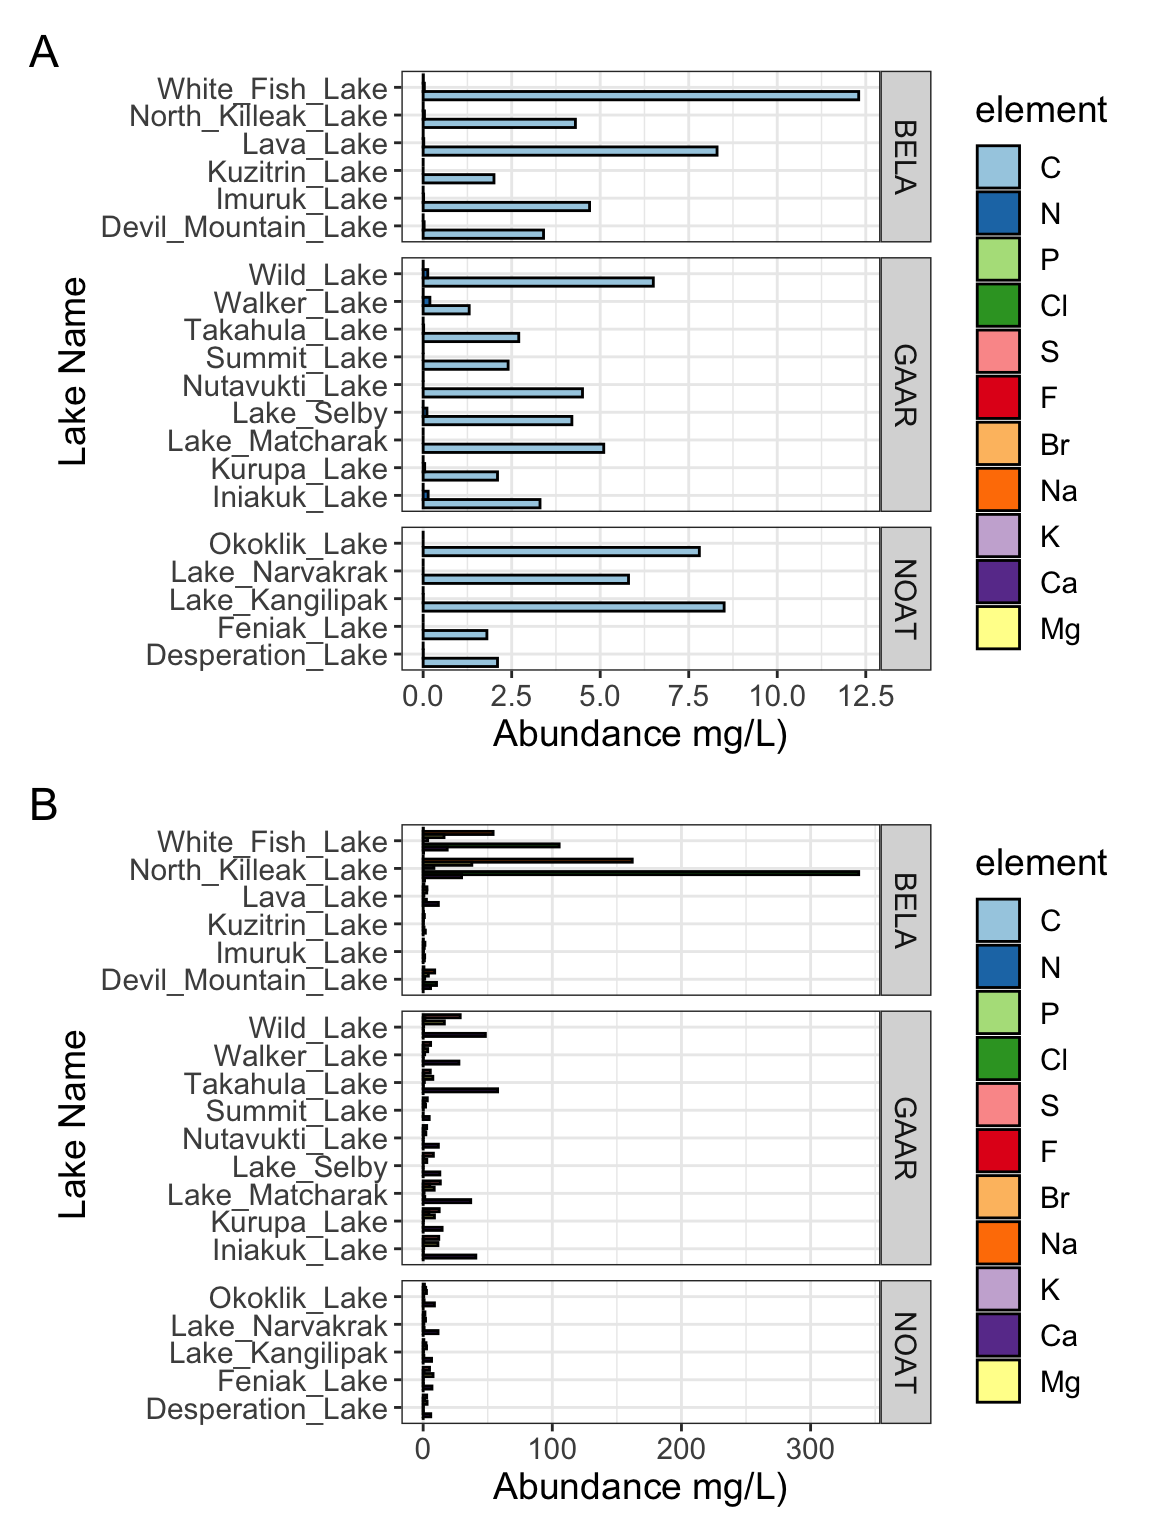 A
White_Fish_Lake
North_Killeak_Lake
Lava_Lake
Kuzitrin_Lake
Imuruk_Lake
Devil_Mountain_Lake
BELA
Wild_Lake
Walker_Lake
Takahula_Lake
Summit_Lake
Nutavukti_Lake
Lake_Selby
Lake_Matcharak
Kurupa_Lake
Iniakuk_Lake
GAAR
Okoklik_Lake
Lake_Narvakrak
Lake_Kangilipak
Feniak_Lake
Desperation_Lake
NOAT
Lake Name
0.0 2.5 5.0 7.5 10.0 12.5
Abundance mg/L)
element
C
N
P
Cl
S
F
Br
Na
K
Ca
Mg
B
White_Fish_Lake
North_Killeak_Lake
Lava_Lake
Kuzitrin_Lake
Imuruk_Lake
Devil_Mountain_Lake
BELA
Wild_Lake
Walker_Lake
Takahula_Lake
Summit_Lake
Nutavukti_Lake
Lake_Selby
Lake_Matcharak
Kurupa_Lake
Iniakuk_Lake
GAAR
Okoklik_Lake
Lake_Narvakrak
Lake_Kangilipak
Feniak_Lake
Desperation_Lake
NOAT
Lake Name
0 100 200 300
Abundance mg/L)
element
C
N
P
Cl
S
F
Br
Na
K
Ca
Mg